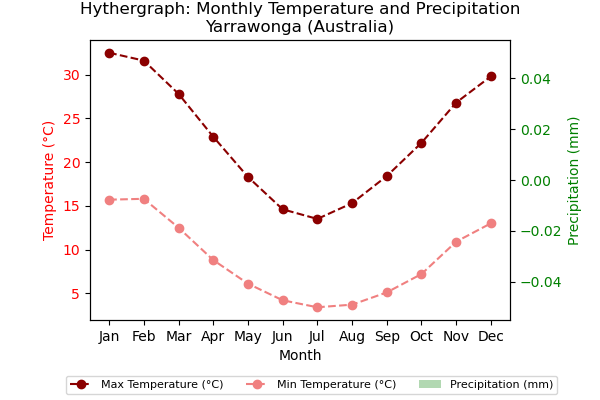 Hythergraph: Monthly Temperature and Precipitation
Yarrawonga (Australia)
Temperature (°C)
30
25
20
15
10
5
0.04
0.02
0.00
−0.02
−0.04
Precipitation (mm)
Jan Feb Mar Apr May Jun Jul Aug Sep Oct Nov Dec
Month
Max Temperature (°C) Min Temperature (°C) Precipitation (mm)